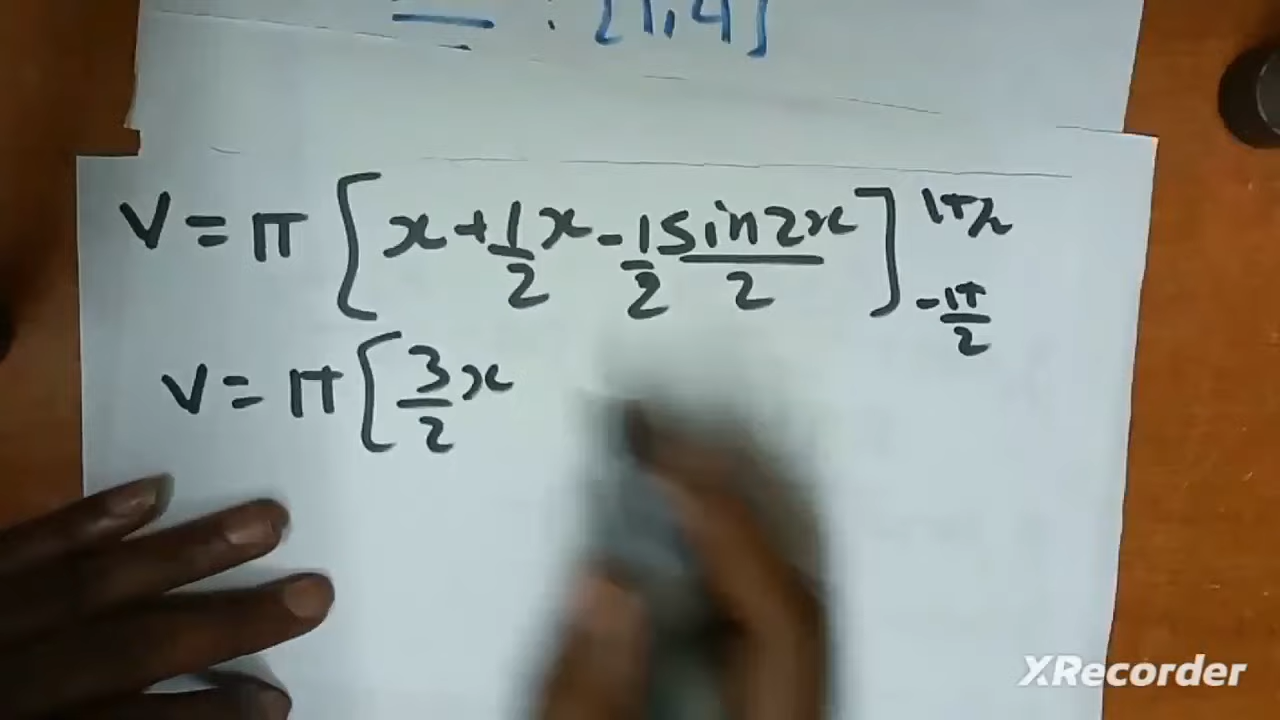 : [1,4]
V = π [x + 1/2 x - 1/2 sin2x/2]^{π/2}_{-π/2}
V = π [3/2 x
XRecorder